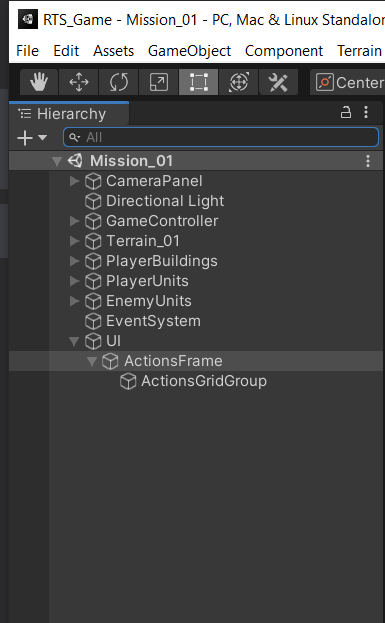 RTS_Game - Mission_01 - PC, Mac & Linux Standalor
File Edit Assets GameObject Component Terrain
Center
Hierarchy
All
Mission_01
CameraPanel
Directional Light
GameController
Terrain_01
PlayerBuildings
PlayerUnits
EnemyUnits
EventSystem
UI
ActionsFrame
ActionsGridGroup